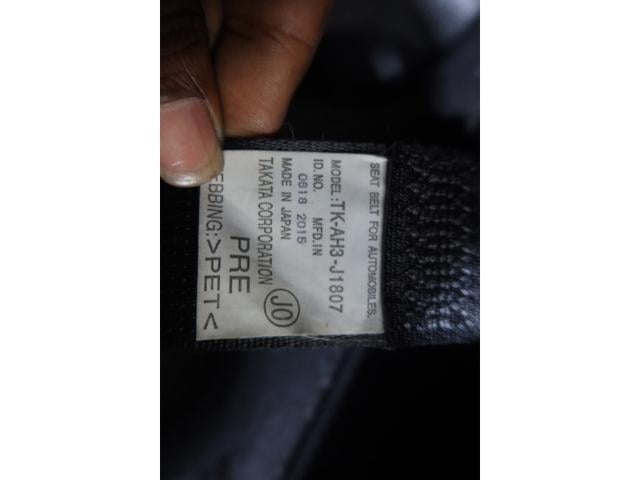 SEAT BELT FOR AUTOMOBILES.
MODEL:TK-AH3-J1807
ID.NO. MFD.IN
0618 2015
MADE IN JAPAN
TAKATA CORPORATION
JO
PRE
EBBING:>PET<